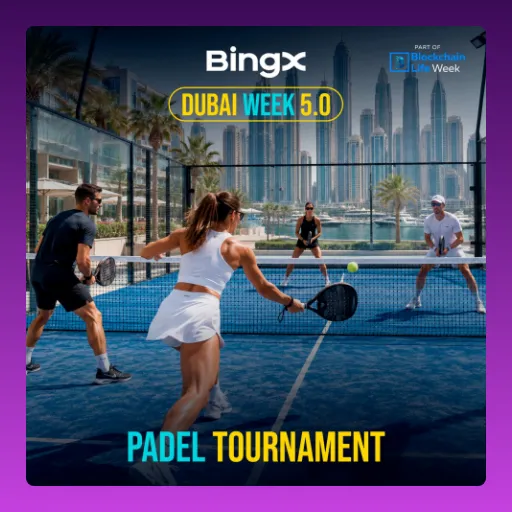 BingX
PART OF
Blockchain
Life Week
DUBAI WEEK 5.0
PADEL TOURNAMENT